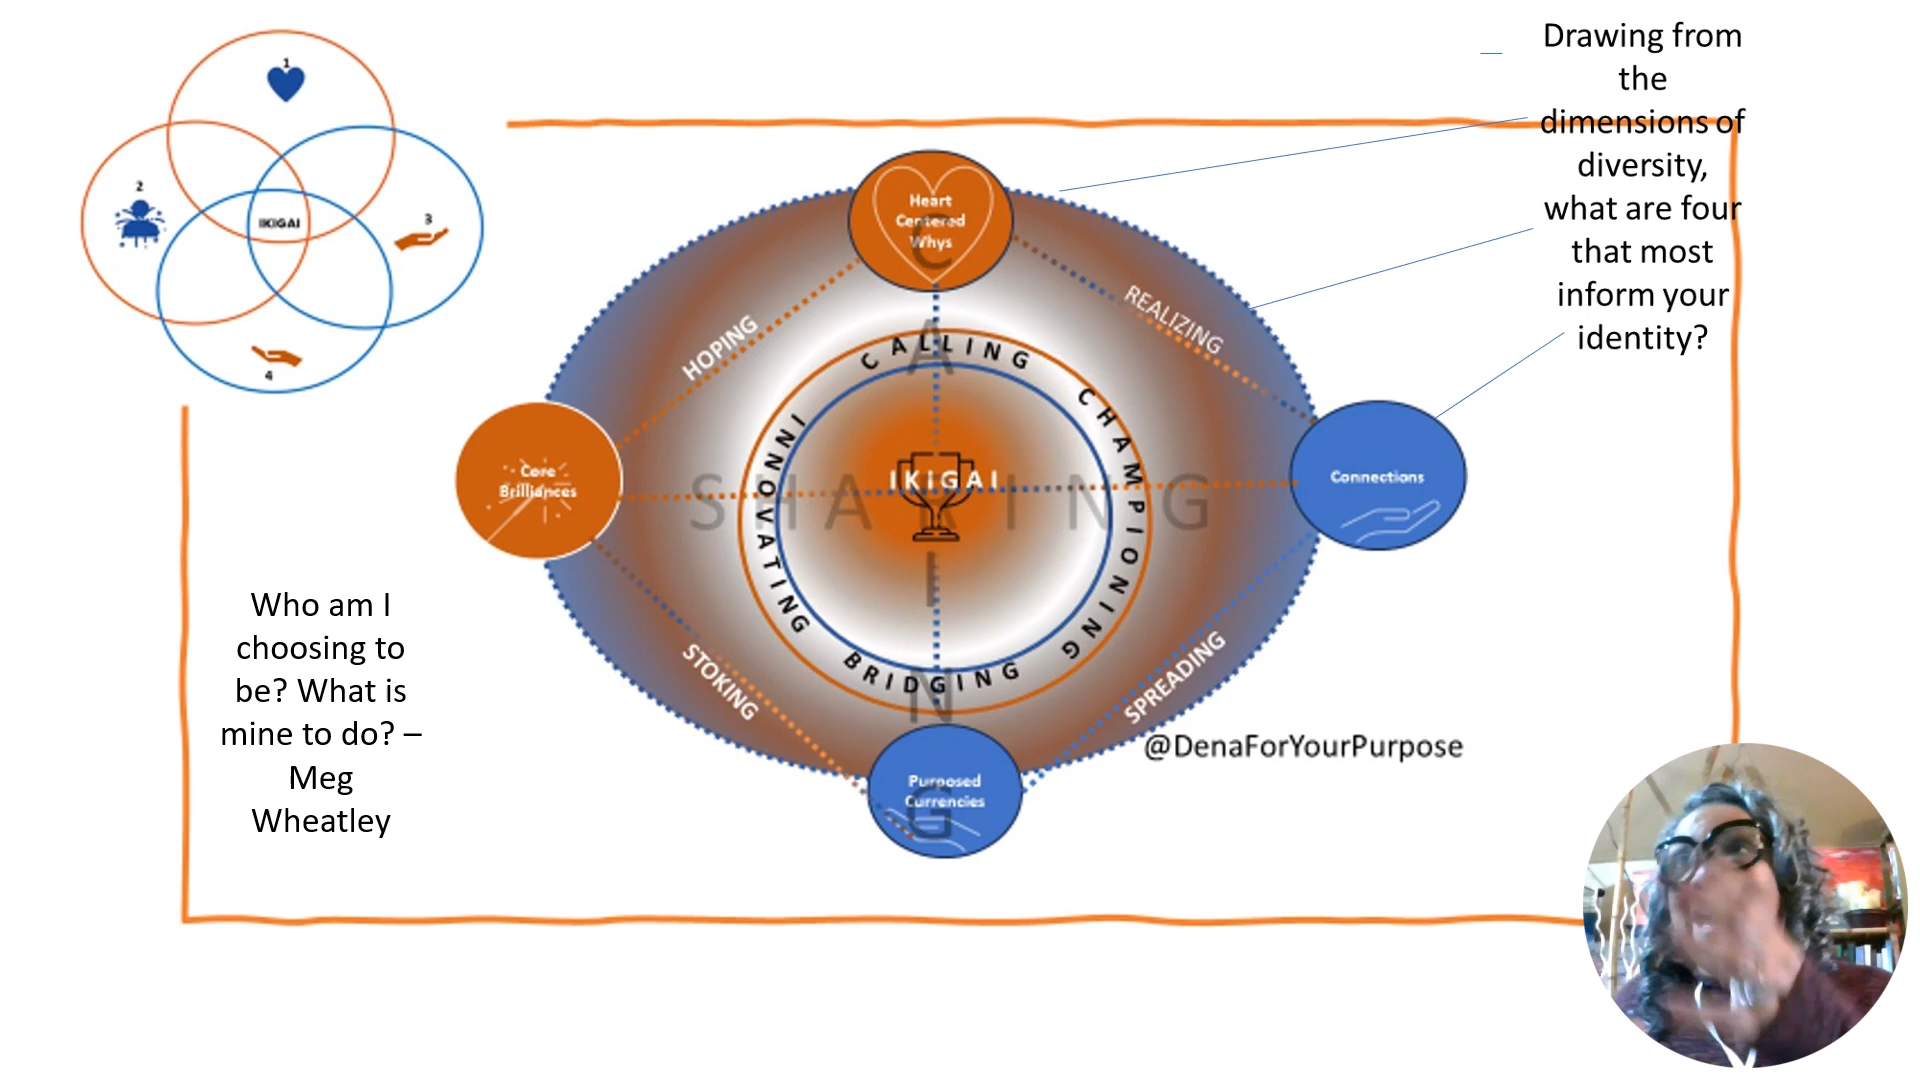 1
2
IKIGAI
3
4
Drawing from
the
dimensions of
diversity,
what are four
that most
inform your
identity?
Heart
Centered
Whys
HOPING
REALIZING
CALLING
CHAMPIONING
INNOVATING
BRIDGING
Core
Brilliances
IKIGAI
SHARING
CARING
Connections
STOKING
SPREADING
Purposed
Currencies
@DenaForYourPurpose
Who am I
choosing to
be? What is
mine to do? –
Meg
Wheatley